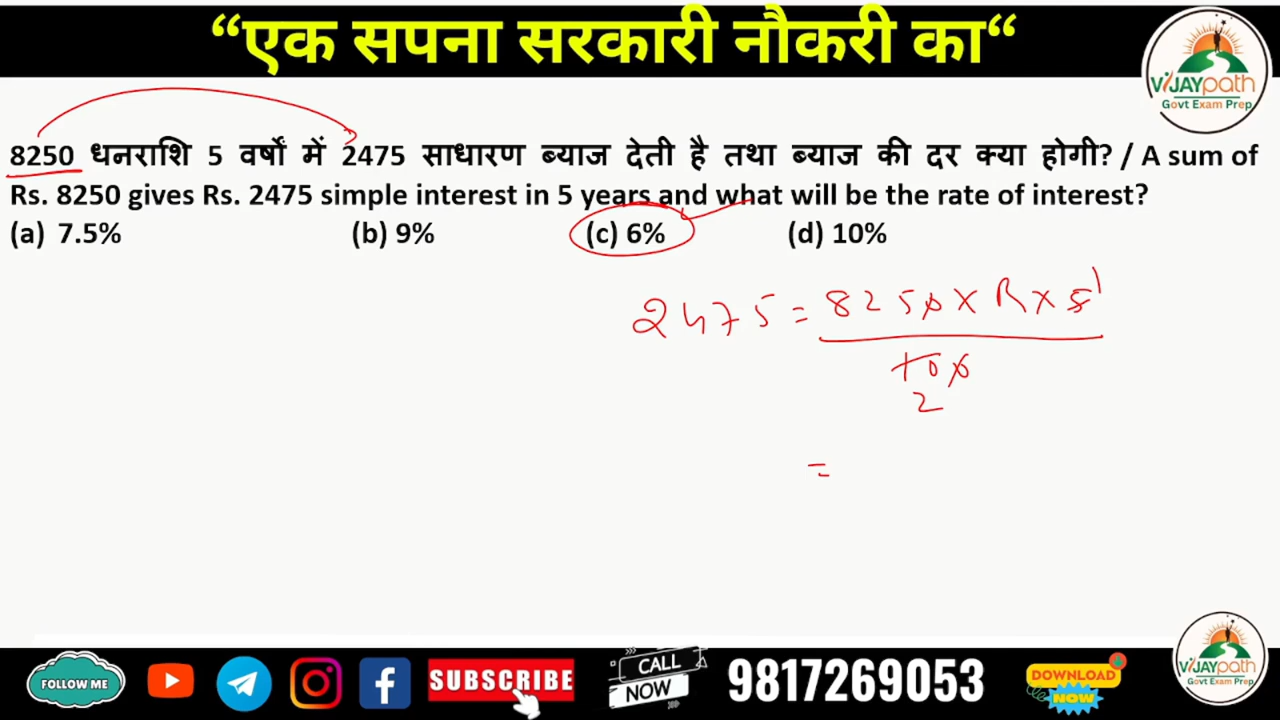 “एक सपना सरकारी नौकरी का“
VIJAYpath
Govt Exam Prep
8250 धनराशि 5 वर्षों में 2475 साधारण ब्याज देती है तथा ब्याज की दर क्या होगी? / A sum of
Rs. 8250 gives Rs. 2475 simple interest in 5 years and what will be the rate of interest?
(a) 7.5% (b) 9% (c) 6% (d) 10%
2475 = 8250 x R x 5 1
100
2
=
VIJAYpath
Govt Exam Prep
FOLLOW ME
SUBSCRIBE
CALL
NOW
9817269053
DOWNLOAD
NOW